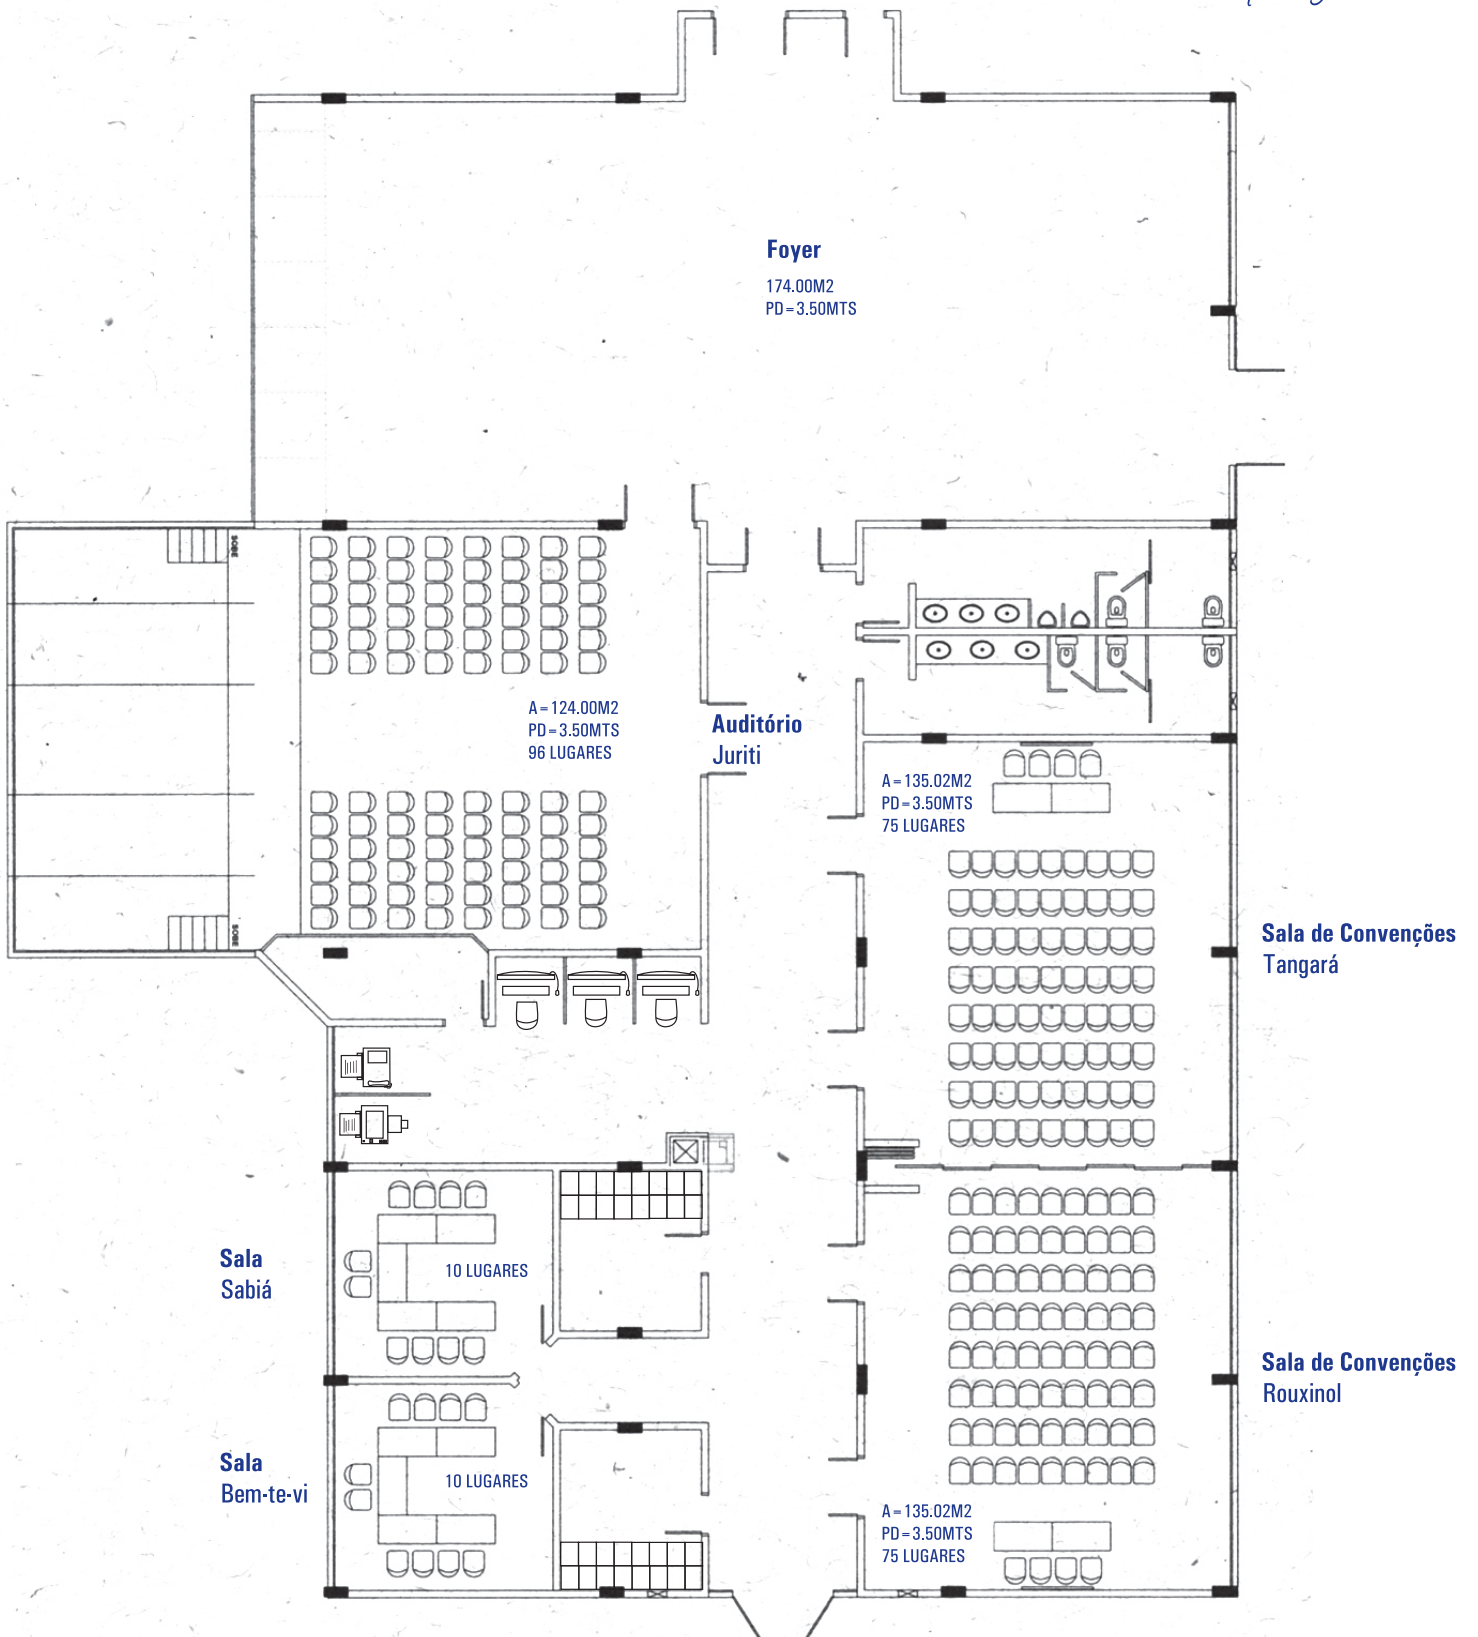 Foyer
174.00M2
PD=3.50MTS
SOBE
A=124.00M2
PD=3.50MTS
96 LUGARES
Auditório
Juriti
A=135.02M2
PD=3.50MTS
75 LUGARES
SOBE
Sala de Convenções
Tangará
Sala
Sabiá
10 LUGARES
Sala de Convenções
Rouxinol
Sala
Bem-te-vi
10 LUGARES
A=135.02M2
PD=3.50MTS
75 LUGARES